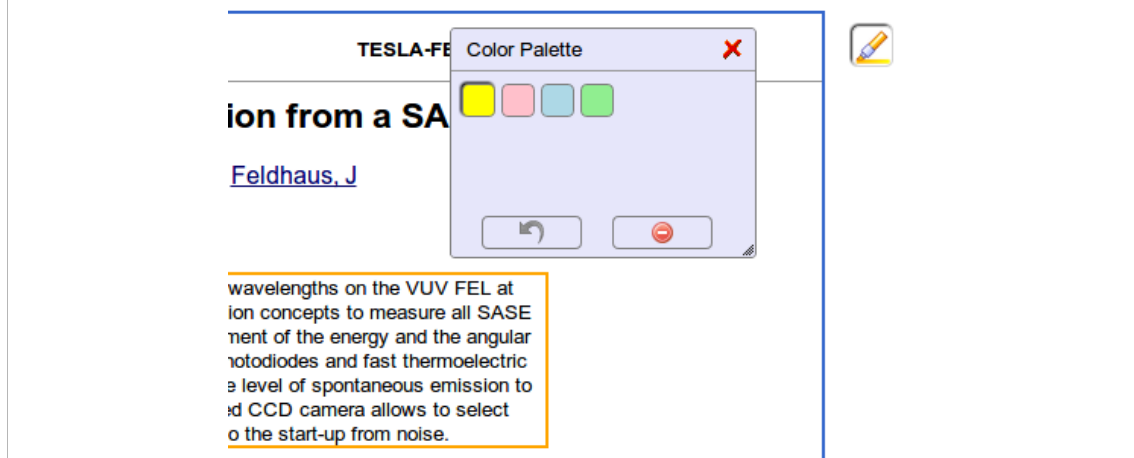 TESLA-FE
Color Palette
ion from a SA
Feldhaus, J
wavelengths on the VUV FEL at
ion concepts to measure all SASE
ment of the energy and the angular
notodiodes and fast thermoelectric
e level of spontaneous emission to
ed CCD camera allows to select
o the start-up from noise.